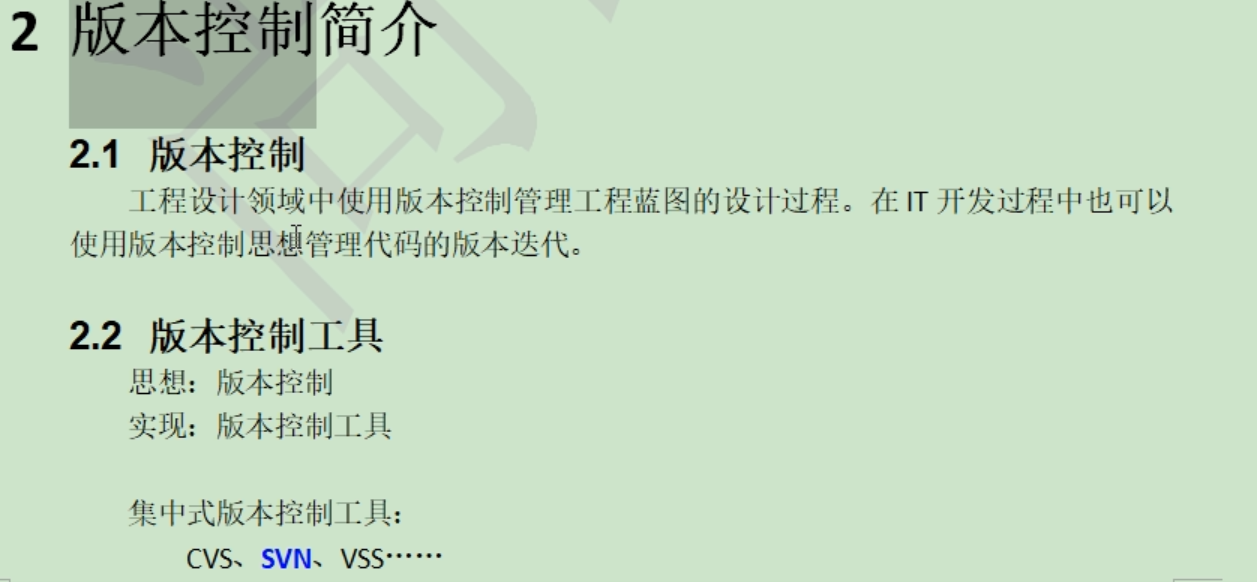 2 版本控制简介
2.1 版本控制
工程设计领域中使用版本控制管理工程蓝图的设计过程。在 IT 开发过程中也可以
使用版本控制思想管理代码的版本迭代。
2.2 版本控制工具
思想：版本控制
实现：版本控制工具
集中式版本控制工具：
CVS、SVN、VSS……